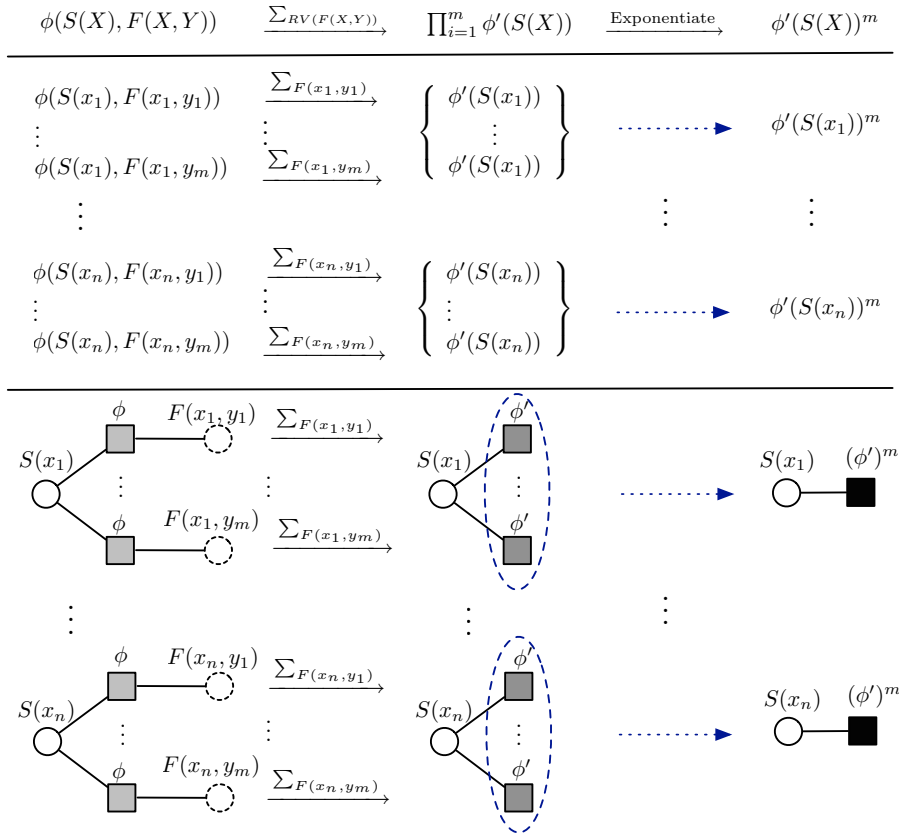 ϕ(S(X), F(X, Y)) ∑_{RV(F(X,Y))} ∏_{i=1}^{m} ϕ′(S(X)) Exponentiate ϕ′(S(X))^m
ϕ(S(x_1), F(x_1, y_1)) ∑_{F(x_1,y_1)} ϕ′(S(x_1))
⋮ ⋮ ⋮ ϕ′(S(x_1))^m
ϕ(S(x_1), F(x_1, y_m)) ∑_{F(x_1,y_m)} ϕ′(S(x_1))
⋮ ⋮ ⋮
ϕ(S(x_n), F(x_n, y_1)) ∑_{F(x_n,y_1)} ϕ′(S(x_n))
⋮ ⋮ ⋮ ϕ′(S(x_n))^m
ϕ(S(x_n), F(x_n, y_m)) ∑_{F(x_n,y_m)} ϕ′(S(x_n))
ϕ F(x_1, y_1) ∑_{F(x_1,y_1)} ϕ′
S(x_1) S(x_1) S(x_1) (ϕ′)^m
⋮ ⋮ ⋮
ϕ F(x_1, y_m) ∑_{F(x_1,y_m)} ϕ′
⋮ ⋮ ⋮
ϕ F(x_n, y_1) ∑_{F(x_n,y_1)} ϕ′
S(x_n) S(x_n) S(x_n) (ϕ′)^m
⋮ ⋮ ⋮
ϕ F(x_n, y_m) ∑_{F(x_n,y_m)} ϕ′